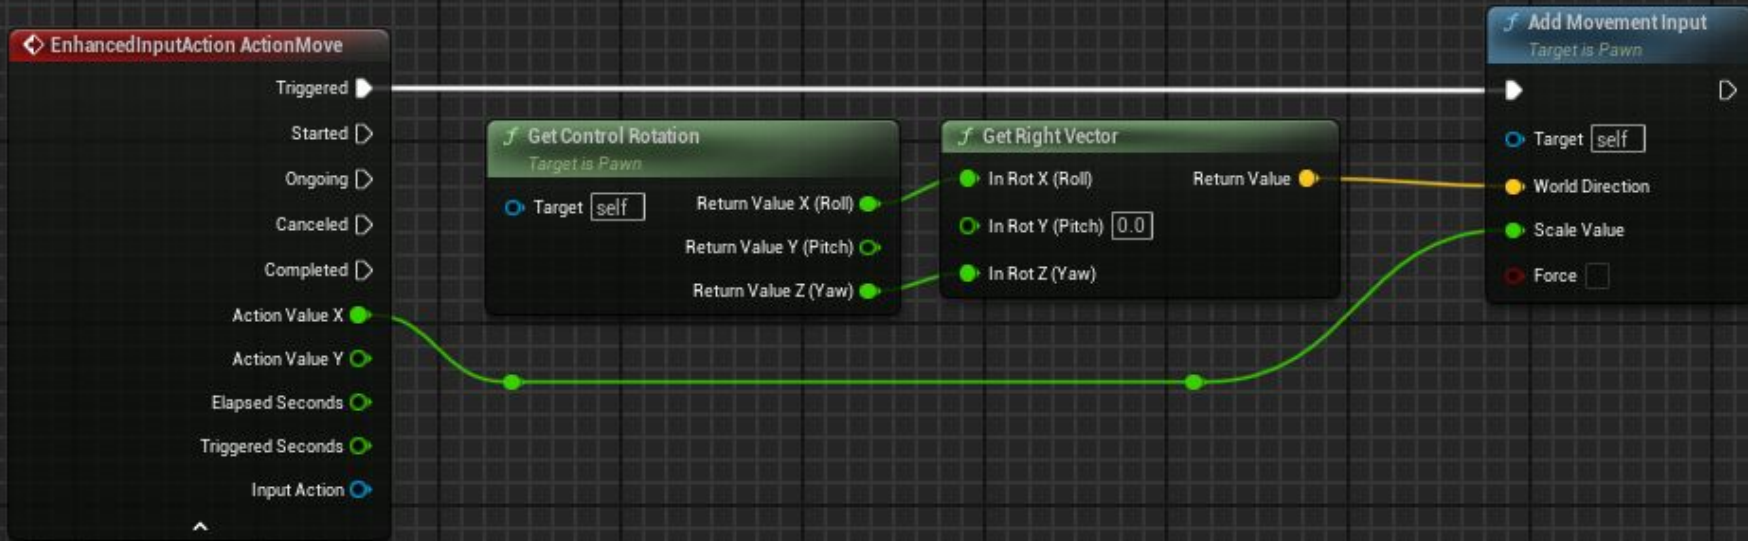 EnhancedInputAction ActionMove
Triggered
Started
Ongoing
Canceled
Completed
Action Value X
Action Value Y
Elapsed Seconds
Triggered Seconds
Input Action
f Get Control Rotation
Target is Pawn
Target self Return Value X (Roll)
Return Value Y (Pitch)
Return Value Z (Yaw)
f Get Right Vector
In Rot X (Roll) Return Value
In Rot Y (Pitch) 0.0
In Rot Z (Yaw)
f Add Movement Input
Target is Pawn
Target self
World Direction
Scale Value
Force